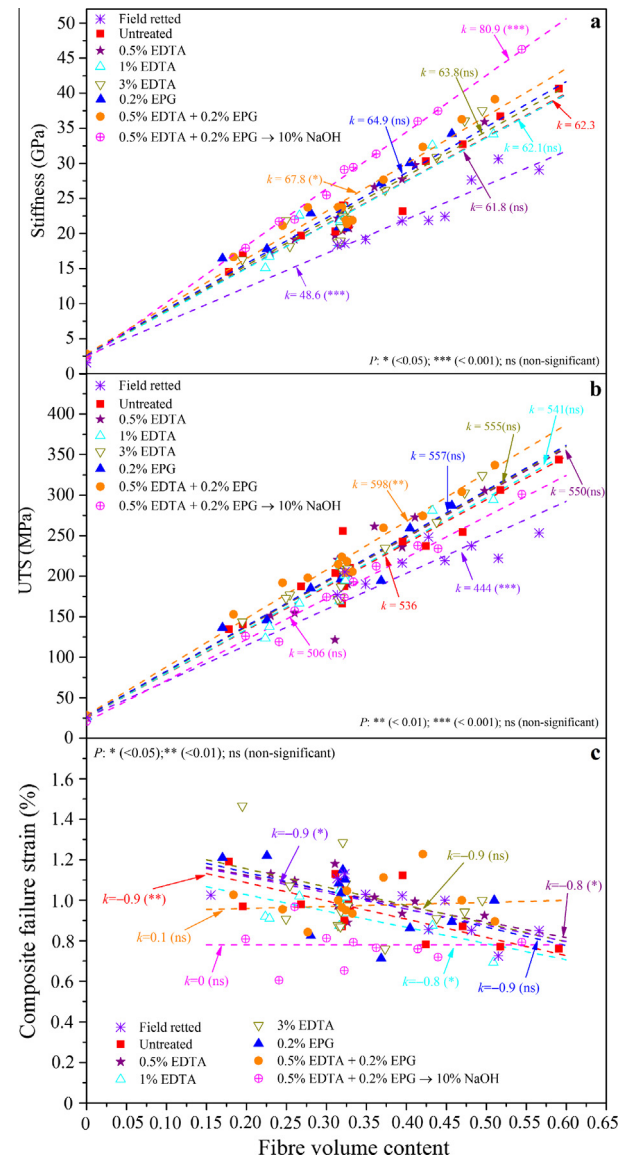 a
Field retted
Untreated
0.5% EDTA
1% EDTA
3% EDTA
0.2% EPG
0.5% EDTA + 0.2% EPG
0.5% EDTA + 0.2% EPG → 10% NaOH
k = 80.9 (***)
k = 63.8(ns)
k = 64.9 (ns)
k = 62.3
k = 62.1(ns)
k = 67.8 (*)
k = 61.8 (ns)
k= 48.6 (***)
P: * (<0.05); *** (< 0.001); ns (non-significant)
Stiffness (GPa)
50
45
40
35
30
25
20
15
10
5
0
b
Field retted
Untreated
0.5% EDTA
1% EDTA
3% EDTA
0.2% EPG
0.5% EDTA + 0.2% EPG
0.5% EDTA + 0.2% EPG → 10% NaOH
k = 541(ns)
k = 555(ns)
k = 557(ns)
k = 598(**)
k = 550(ns)
k = 444 (***)
k = 536
k = 506 (ns)
P: ** (< 0.01); *** (< 0.001); ns (non-significant)
UTS (MPa)
400
350
300
250
200
150
100
50
0
c
P: * (<0.05);** (<0.01); ns (non-significant)
k=−0.9 (*)
k=−0.9 (ns)
k=−0.9 (**)
k=−0.8 (*)
k=0.1 (ns)
k=0 (ns)
k=−0.8 (*)
k=−0.9 (ns)
Field retted
Untreated
0.5% EDTA
1% EDTA
3% EDTA
0.2% EPG
0.5% EDTA + 0.2% EPG
0.5% EDTA + 0.2% EPG → 10% NaOH
Composite failure strain (%)
1.6
1.4
1.2
1.0
0.8
0.6
0.4
0.2
0
0 0.05 0.10 0.15 0.20 0.25 0.30 0.35 0.40 0.45 0.50 0.55 0.60 0.65
Fibre volume content